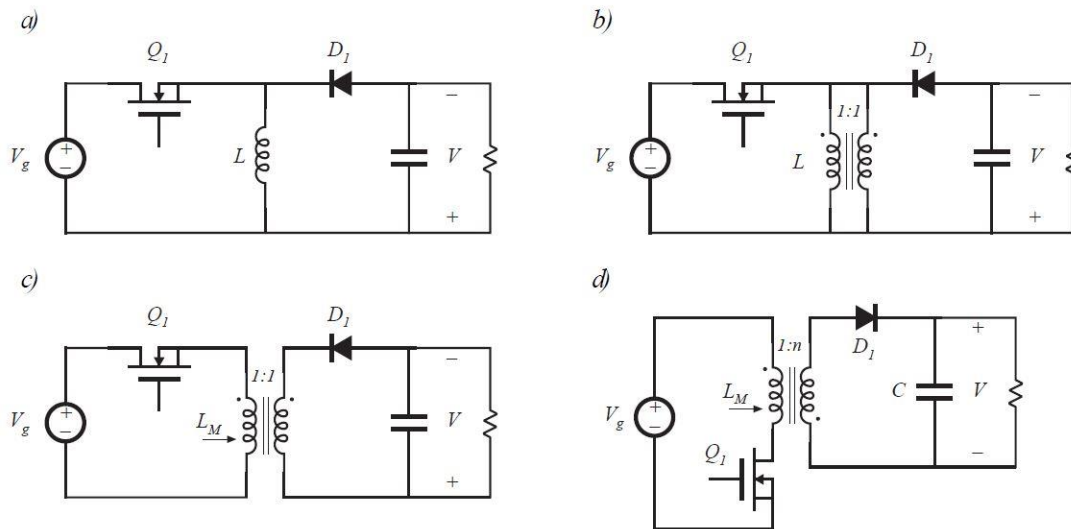 a)
Q1
D1
Vg
+
−
L
−
V
+
b)
Q1
D1
1:1
Vg
+
−
L
−
V
+
c)
Q1
D1
1:1
Vg
+
−
LM
−
V
+
d)
1:n
D1
+
LM
C
V
Vg
+
−
Q1
−